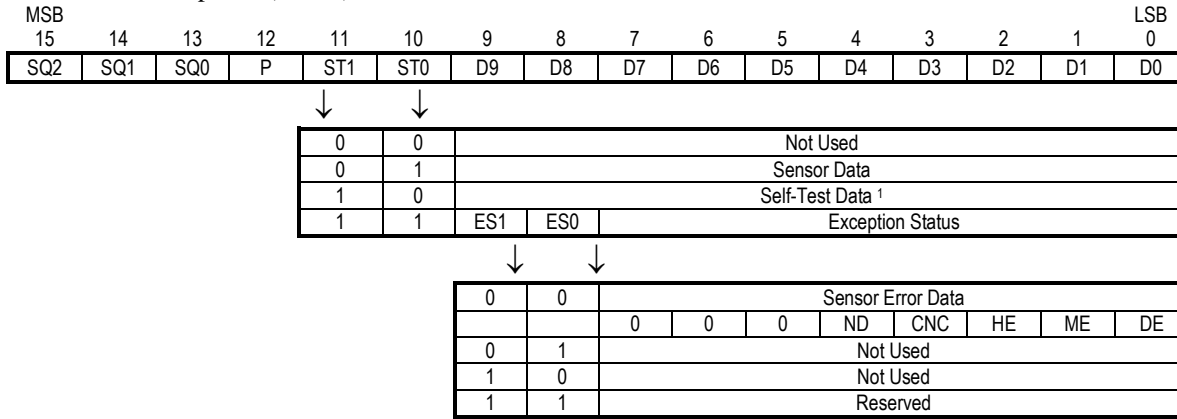 MSB LSB
15 14 13 12 11 10 9 8 7 6 5 4 3 2 1 0
SQ2 SQ1 SQ0 P ST1 ST0 D9 D8 D7 D6 D5 D4 D3 D2 D1 D0
↓ ↓
0 0 Not Used
0 1 Sensor Data
1 0 Self-Test Data 1
1 1 ES1 ES0 Exception Status
↓ ↓
0 0 Sensor Error Data
0 0 0 ND CNC HE ME DE
0 1 Not Used
1 0 Not Used
1 1 Reserved